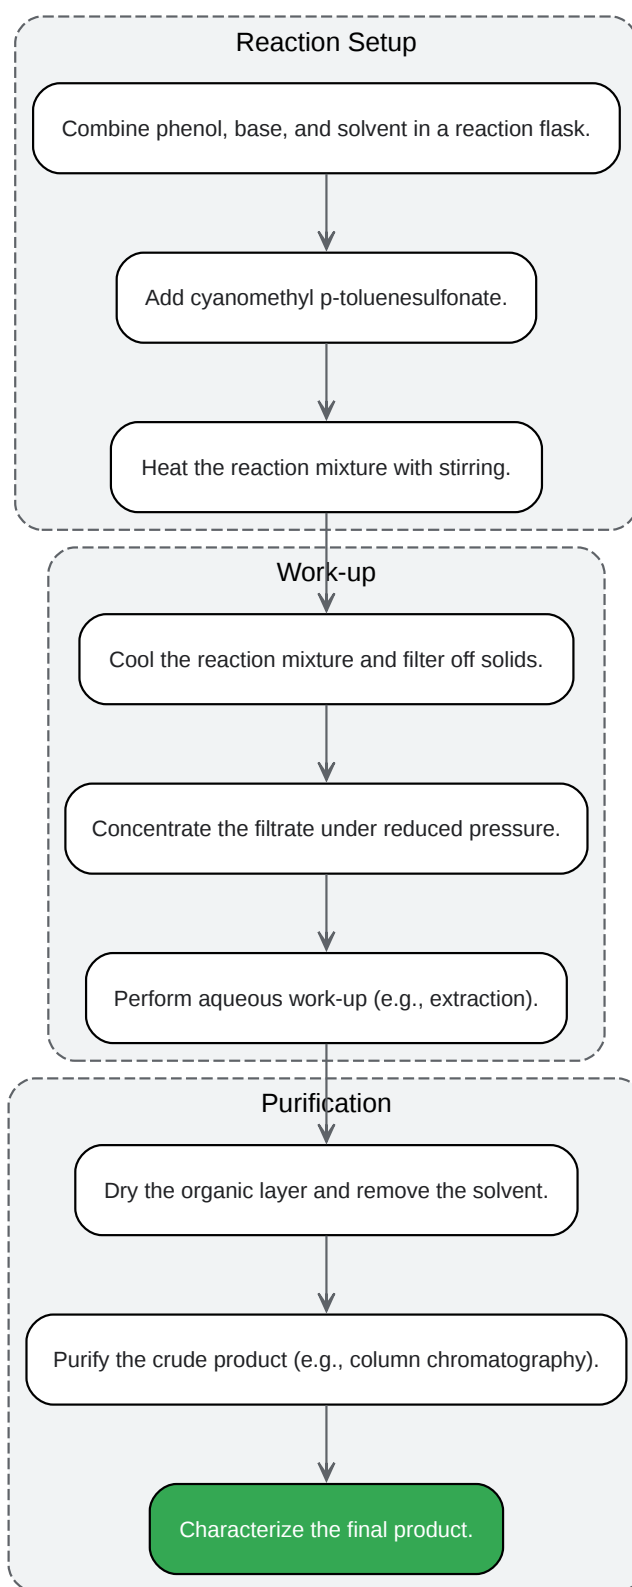 Reaction Setup
Combine phenol, base, and solvent in a reaction flask.
Add cyanomethyl p-toluenesulfonate.
Heat the reaction mixture with stirring.
Work-up
Cool the reaction mixture and filter off solids.
Concentrate the filtrate under reduced pressure.
Perform aqueous work-up (e.g., extraction).
Purification
Dry the organic layer and remove the solvent.
Purify the crude product (e.g., column chromatography).
Characterize the final product.